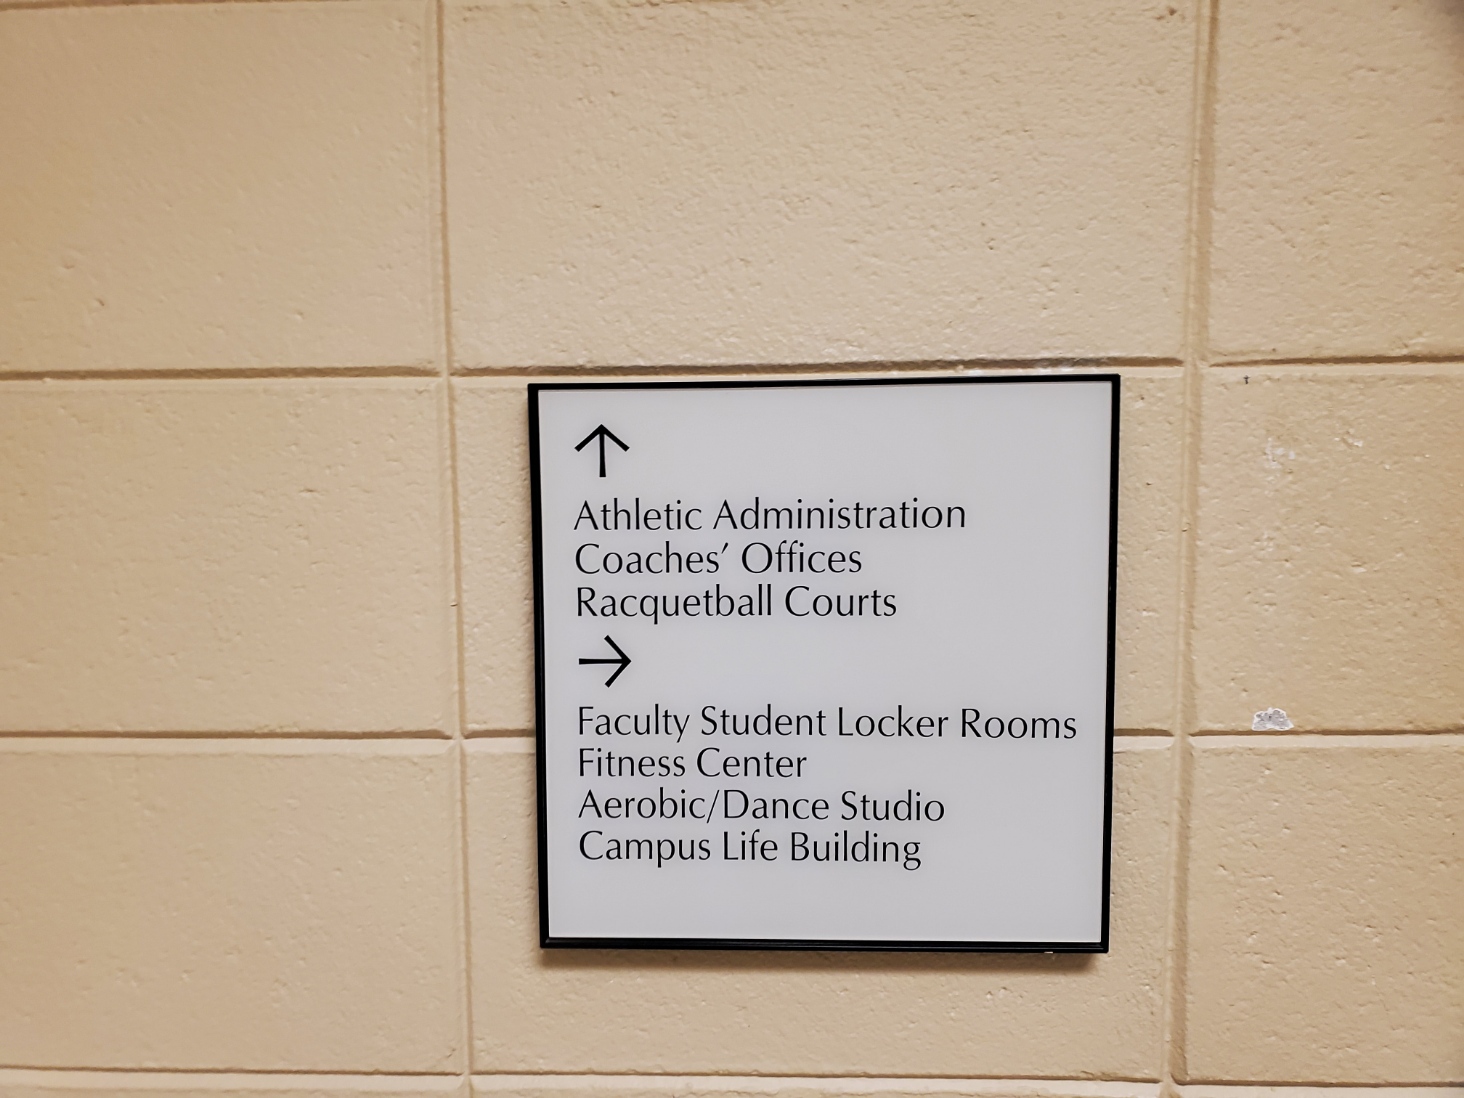 ↑
Athletic Administration
Coaches’ Offices
Racquetball Courts
→
Faculty Student Locker Rooms
Fitness Center
Aerobic/Dance Studio
Campus Life Building